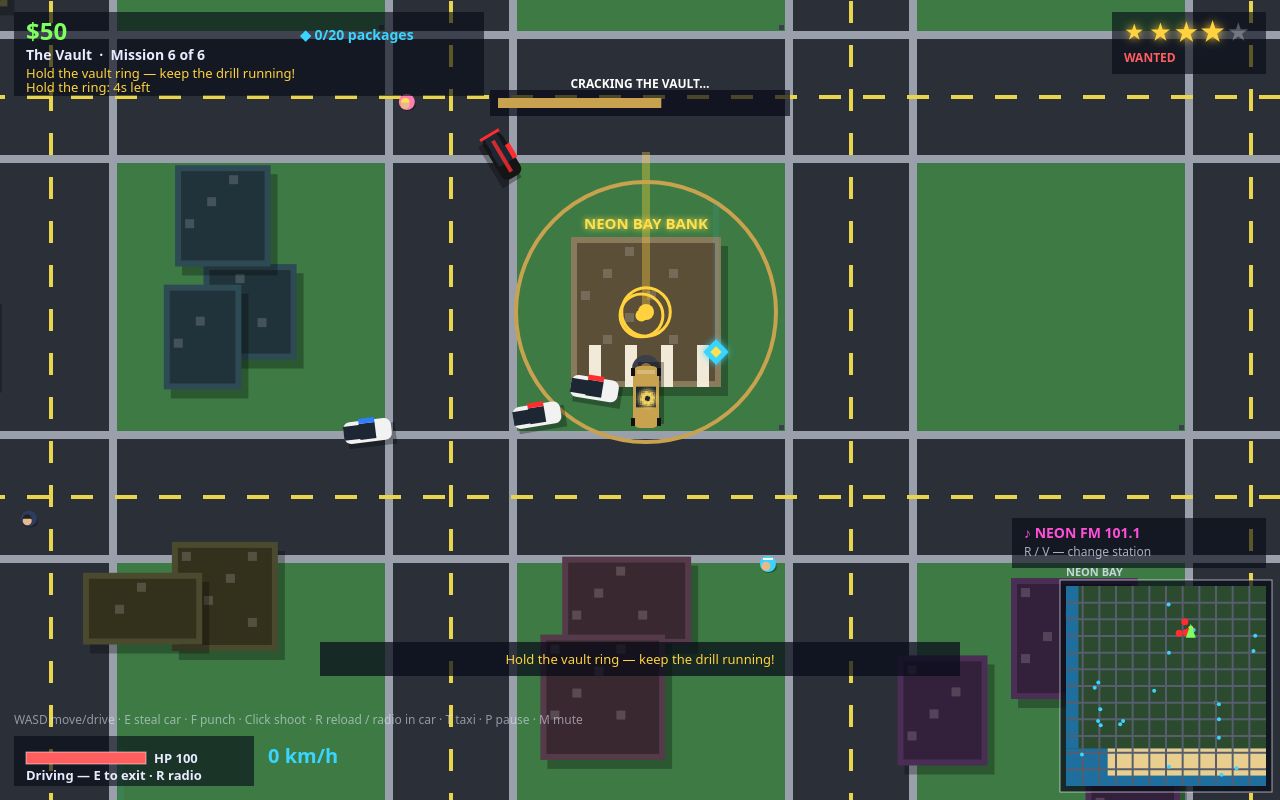 $50
◆ 0/20 packages
The Vault · Mission 6 of 6
Hold the vault ring — keep the drill running!
Hold the ring: 4s left
★★★★★
WANTED
CRACKING THE VAULT...
NEON BAY BANK
♪ NEON FM 101.1
R / V — change station
NEON BAY
Hold the vault ring — keep the drill running!
WASD move/drive · E steal car · F punch · Click shoot · R reload / radio in car · T taxi · P pause · M mute
HP 100
0 km/h
Driving — E to exit · R radio